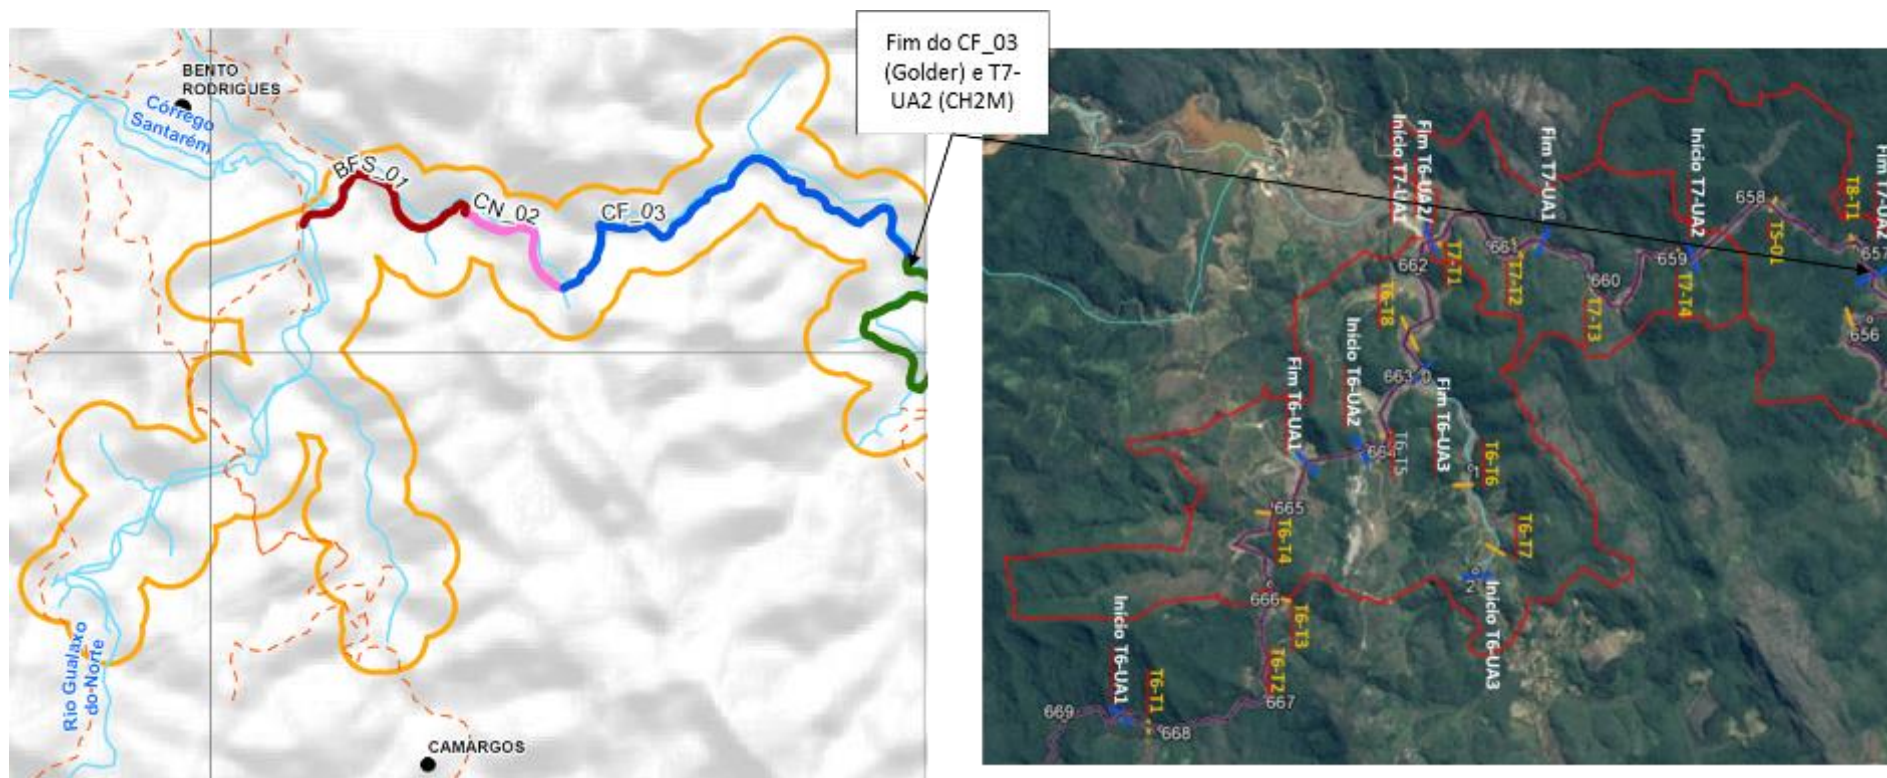 BENTO
RODRIGUES
Córrego
Santarém
BFS_01
CN_02
CF_03
Rio Gualaxo
do-Norte
CAMARGOS
Fim do CF_03
(Golder) e T7-
UA2 (CH2M)
Fim T6-UA2/
Início T7-UA1
Fim T7-UA1
Início T7-UA2
658
T8-T1
Fim T7-UA2
TS-01
661
659
657
662
T7-T1
T7-T2
660
T7-T4
T6-T8
T7-T3
656
Início T6-UA2
Fim T6-UA1
663
0
Fim T6-UA3
T6-T5
T6-T6
1
665
T6-T4
T6-T7
2
666
T6-T3
Início T6-UA3
Início T6-UA1
T6-T2
T6-T1
667
669
668